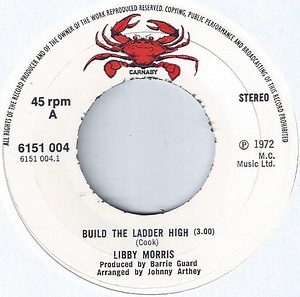 ALL RIGHTS OF THE RECORD PRODUCER AND OF THE OWNER OF THE WORK REPRODUCED RESERVED. COPYING, PUBLIC PERFORMANCE AND BROADCASTING OF THIS RECORD PROHIBITED
CARNABY
45 rpm
A
STEREO
6151 004
6151 004.1
℗ 1972
M.C.
Music Ltd.
BUILD THE LADDER HIGH (3.00)
(Cook)
LIBBY MORRIS
Produced by Barrie Guard
Arranged by Johnny Arthey